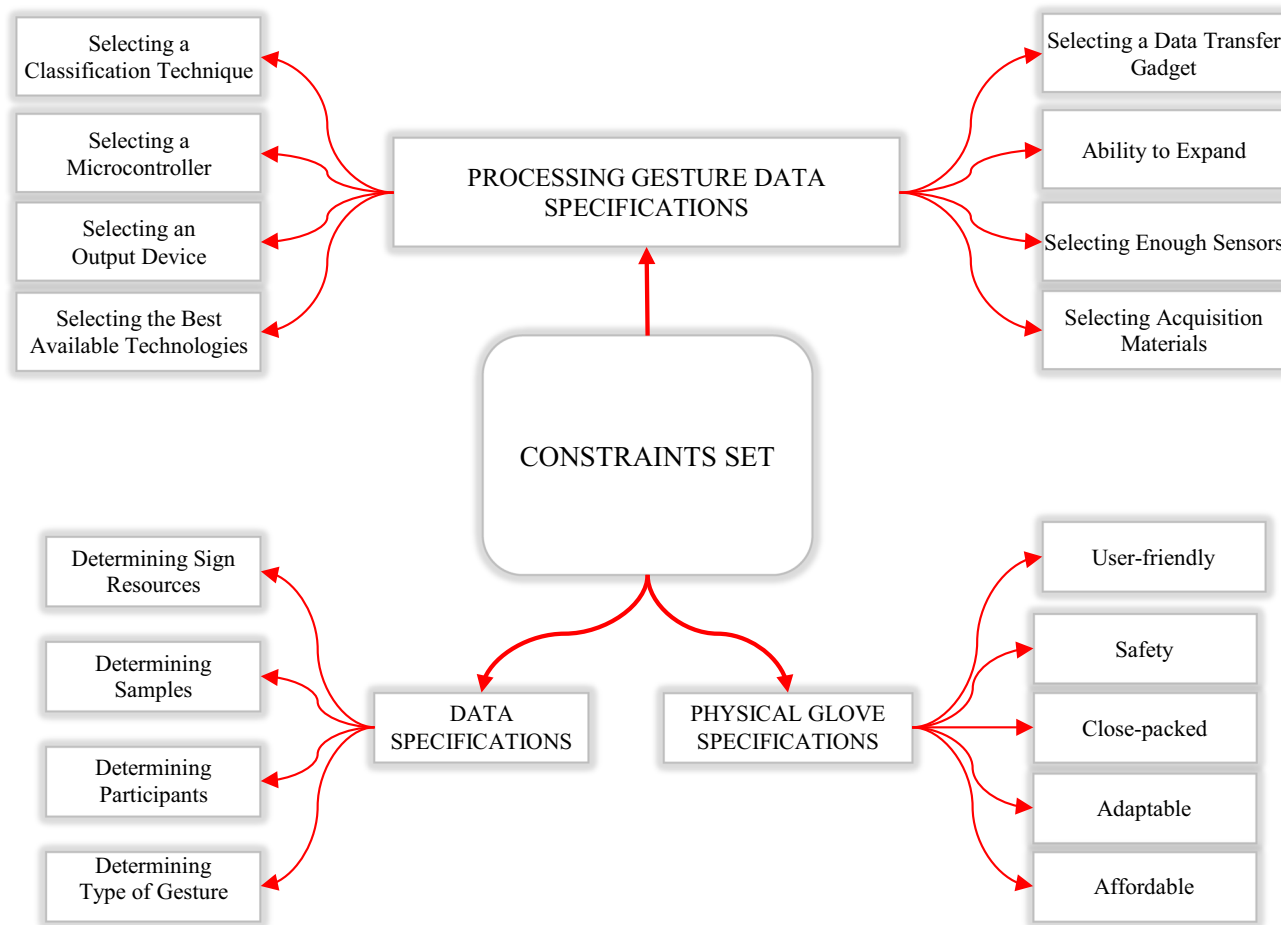 Selecting a
Classification Technique
Selecting a
Microcontroller
Selecting an
Output Device
Selecting the Best
Available Technologies
PROCESSING GESTURE DATA
SPECIFICATIONS
Selecting a Data Transfer
Gadget
Ability to Expand
Selecting Enough Sensors
Selecting Acquisition
Materials
CONSTRAINTS SET
Determining Sign
Resources
Determining
Samples
Determining
Participants
Determining
Type of Gesture
DATA
SPECIFICATIONS
PHYSICAL GLOVE
SPECIFICATIONS
User-friendly
Safety
Close-packed
Adaptable
Affordable